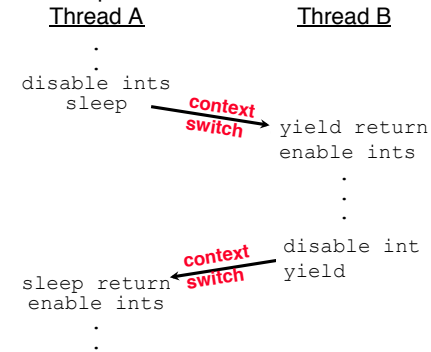 Thread A
Thread B
.
.
disable ints
sleep
context
switch
yield return
enable ints
.
.
.
disable int
yield
context
switch
sleep return
enable ints
.
.